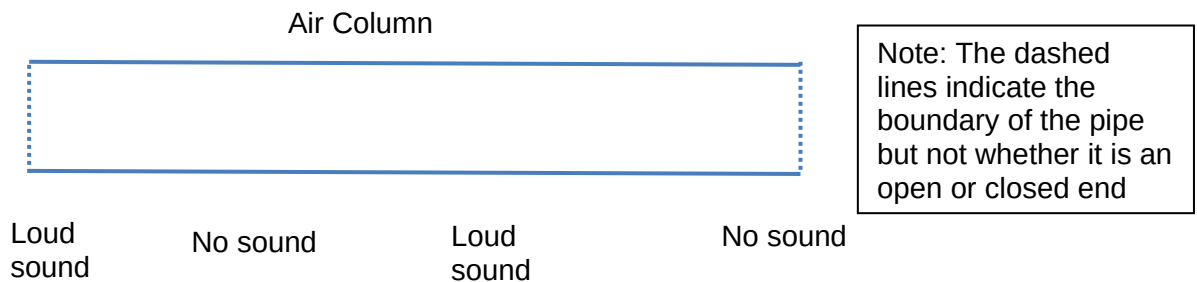 Air Column
Note: The dashed
lines indicate the
boundary of the pipe
but not whether it is an
open or closed end
Loud
sound
No sound
Loud
sound
No sound